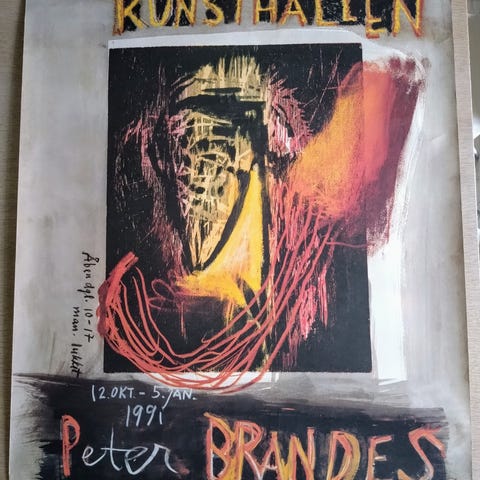 KUNSTHALLEN
Åben dgl. 10-17
man. lukket
12.OKT. - 5.JAN.
1991
Peter BRANDES